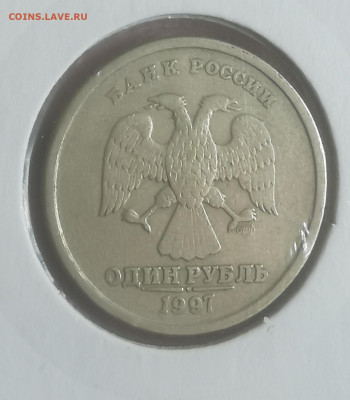 COINS.LAVE.RU
БАНК РОССИИ
ОДИН РУБЛЬ
1997